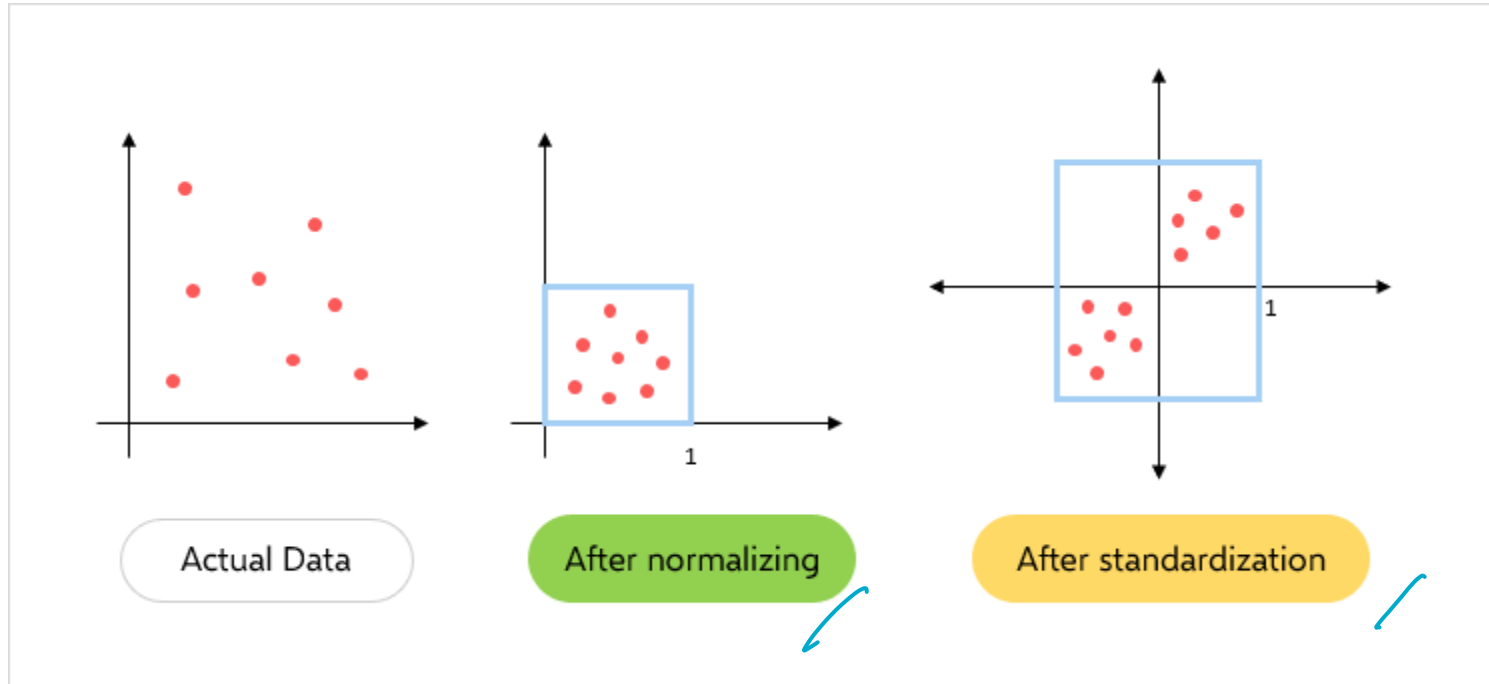 1
1
Actual Data
After normalizing
After standardization